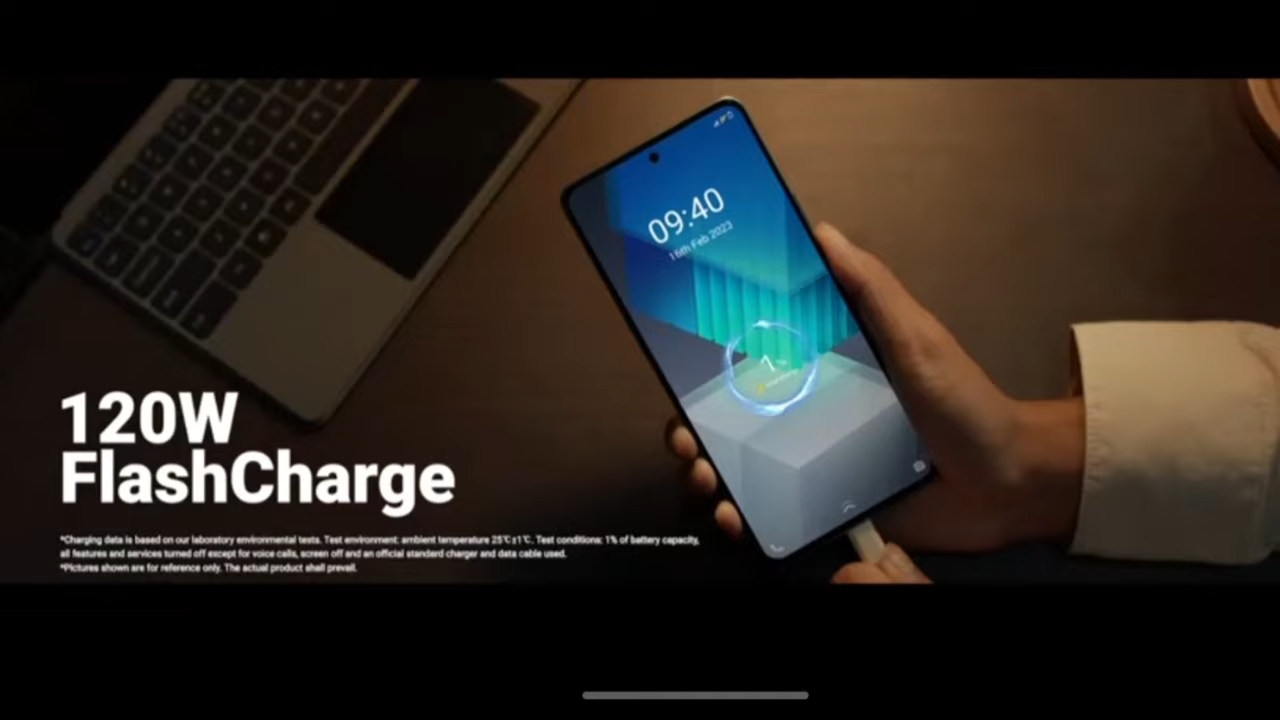 09:40
16th Feb 2023
120W
FlashCharge
*Charging data is based on our laboratory environmental tests. Test environment: ambient temperature 25℃±1℃. Test conditions: 1% of battery capacity,
all features and services turned off except for voice calls, screen off and an official standard charger and data cable used.
*Pictures shown are for reference only. The actual product shall prevail.